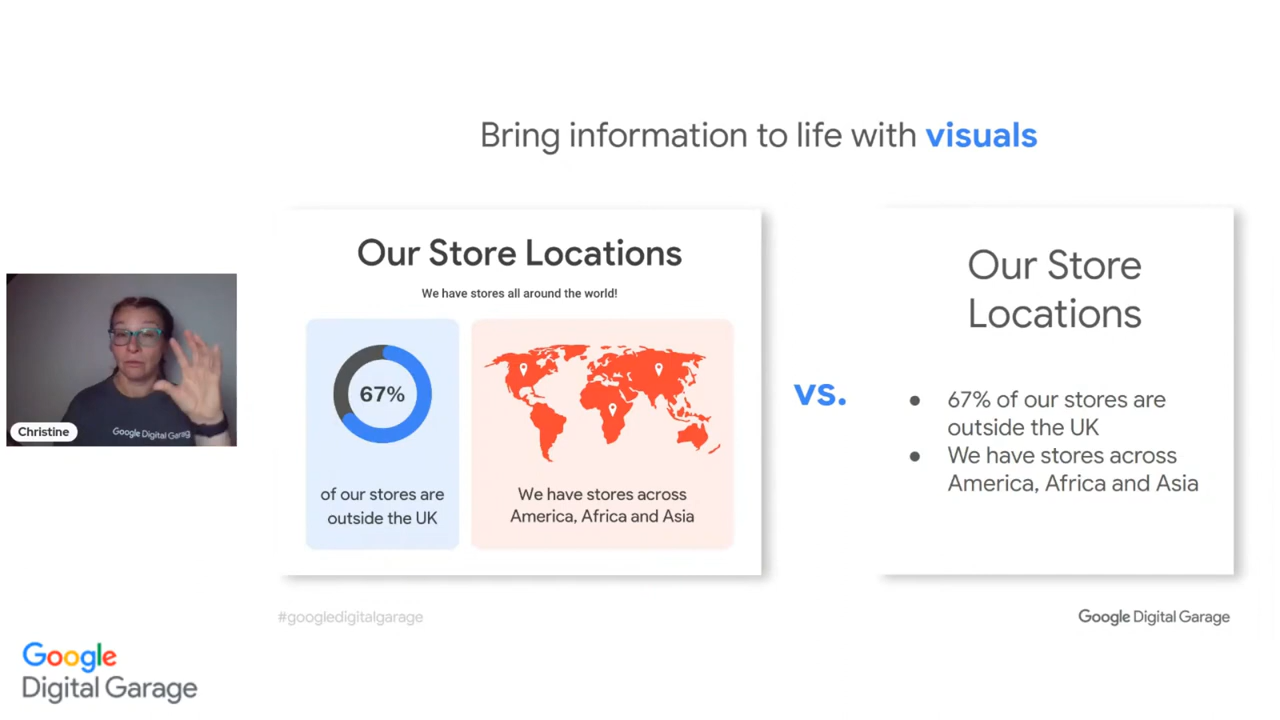 Bring information to life with visuals
Our Store Locations
We have stores all around the world!
67%
of our stores are
outside the UK
We have stores across
America, Africa and Asia
vs.
Our Store
Locations
● 67% of our stores are
outside the UK
● We have stores across
America, Africa and Asia
Christine
Google Digital Garag
#googledigitalgarage
Google Digital Garage
Google
Digital Garage